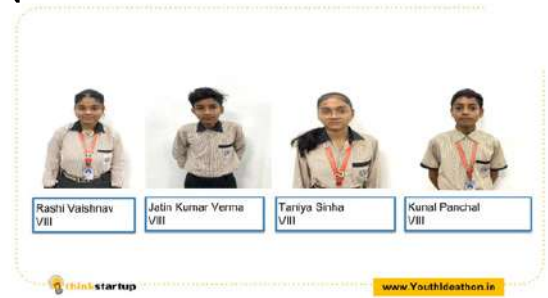 Rashi Vaishnav
VIII
Jatin Kumar Verma
VIII
Taniya Sinha
VIII
Kunal Panchal
VIII
thinkstartup
www.YouthIdeathon.in